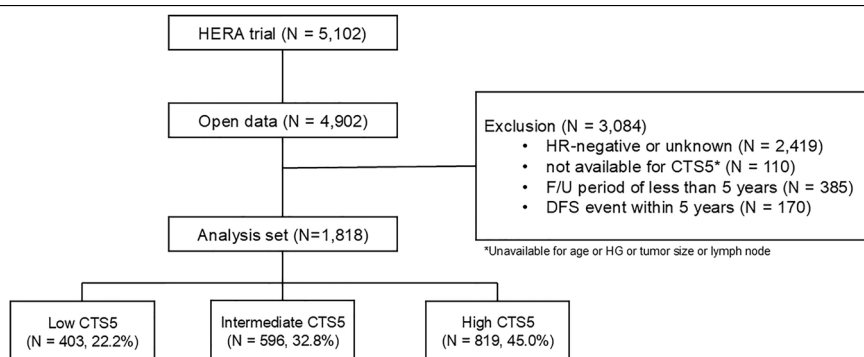 HERA trial (N = 5,102)
Open data (N = 4,902)
Exclusion (N = 3,084)
• HR-negative or unknown (N = 2,419)
• not available for CTS5* (N = 110)
• F/U period of less than 5 years (N = 385)
• DFS event within 5 years (N = 170)
Analysis set (N=1,818)
*Unavailable for age or HG or tumor size or lymph node
Low CTS5
(N = 403, 22.2%)
Intermediate CTS5
(N = 596, 32.8%)
High CTS5
(N = 819, 45.0%)